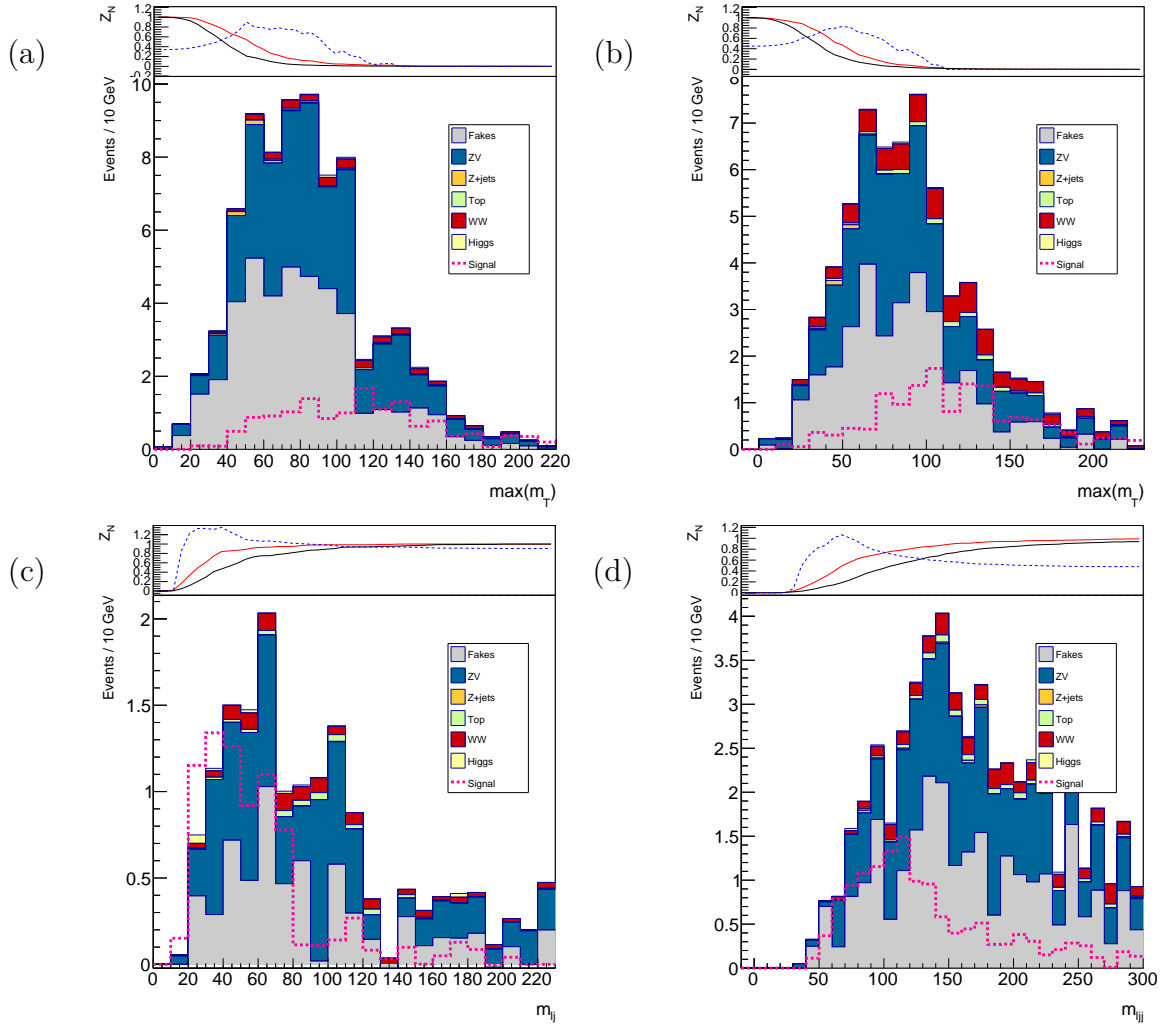 (a)
Z_N
1.2
1
0.8
0.6
0.4
0.2
0
-0.2
Events / 10 GeV
10
8
6
4
2
0
Fakes
ZV
Z+jets
Top
WW
Higgs
Signal
0 20 40 60 80 100 120 140 160 180 200 220
max(m_T)
(b)
Z_N
1.2
1
0.8
0.6
0.4
0.2
0
Events / 10 GeV
8
7
6
5
4
3
2
1
0
Fakes
ZV
Z+jets
Top
WW
Higgs
Signal
0 50 100 150 200
max(m_T)
(c)
Z_N
1.2
1
0.8
0.6
0.4
0.2
0
Events / 10 GeV
2
1.5
1
0.5
0
Fakes
ZV
Z+jets
Top
WW
Higgs
Signal
0 20 40 60 80 100 120 140 160 180 200 220
m_lj
(d)
Z_N
1.2
1
0.8
0.6
0.4
0.2
0
Events / 10 GeV
4
3.5
3
2.5
2
1.5
1
0.5
0
Fakes
ZV
Z+jets
Top
WW
Higgs
Signal
0 50 100 150 200 250 300
m_ljj